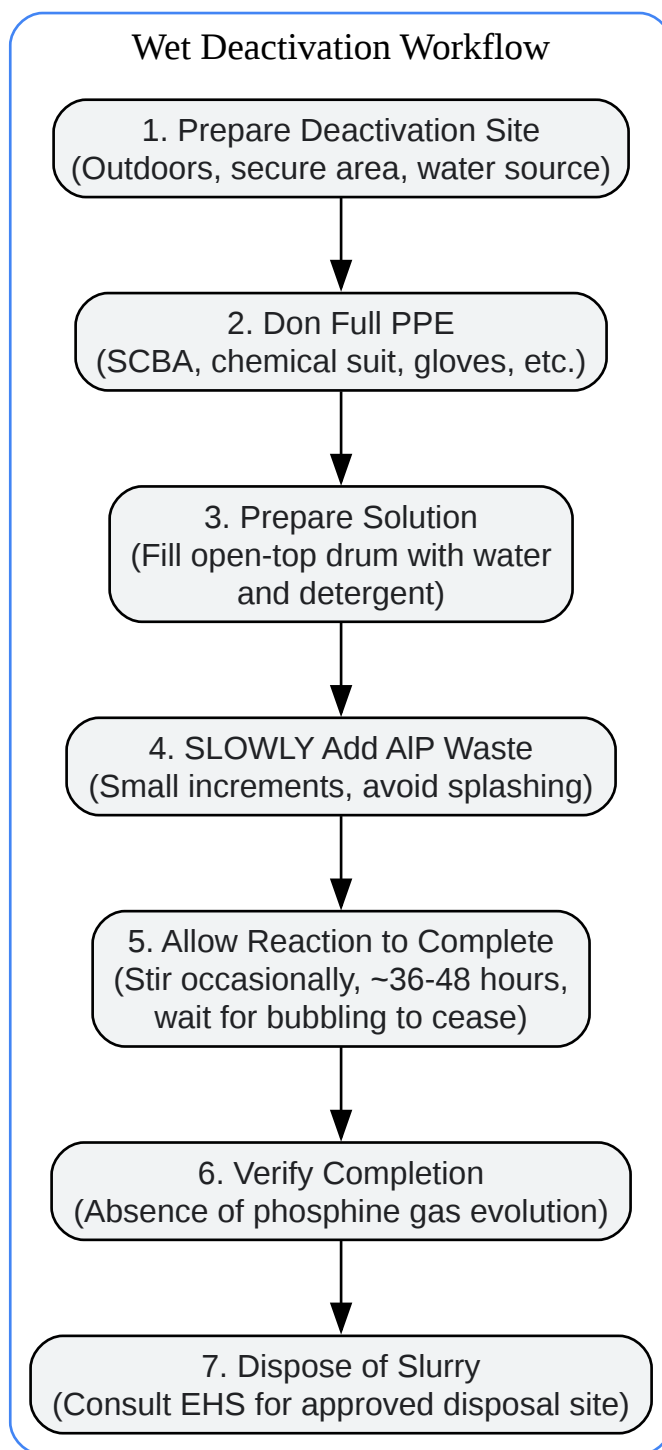 Wet Deactivation Workflow
1. Prepare Deactivation Site
(Outdoors, secure area, water source)
2. Don Full PPE
(SCBA, chemical suit, gloves, etc.)
3. Prepare Solution
(Fill open-top drum with water
and detergent)
4. SLOWLY Add AlP Waste
(Small increments, avoid splashing)
5. Allow Reaction to Complete
(Stir occasionally, ~36-48 hours,
wait for bubbling to cease)
6. Verify Completion
(Absence of phosphine gas evolution)
7. Dispose of Slurry
(Consult EHS for approved disposal site)